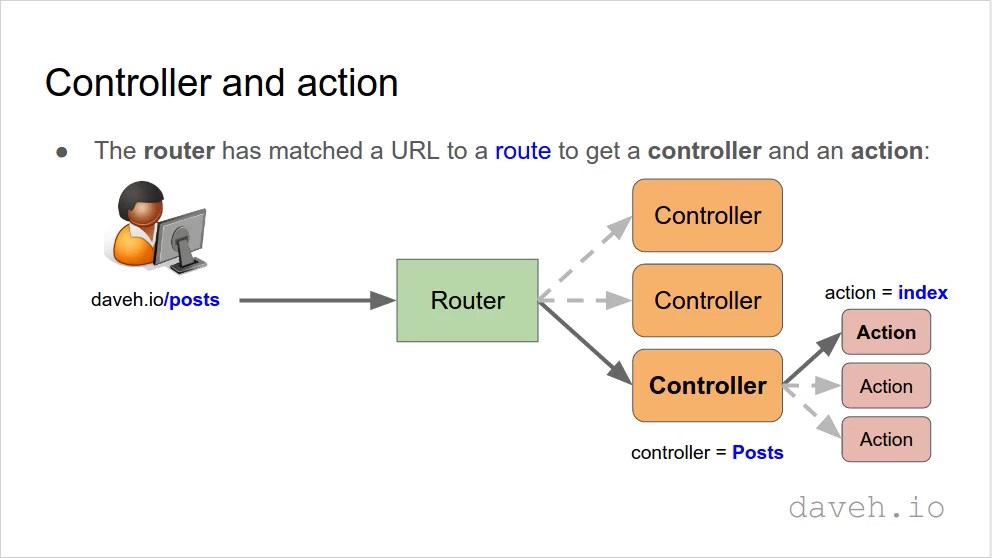 Controller and action
● The router has matched a URL to a route to get a controller and an action:
Controller
daveh.io/posts
Router
Controller
action = index
Action
Controller
Action
Action
controller = Posts
daveh.io